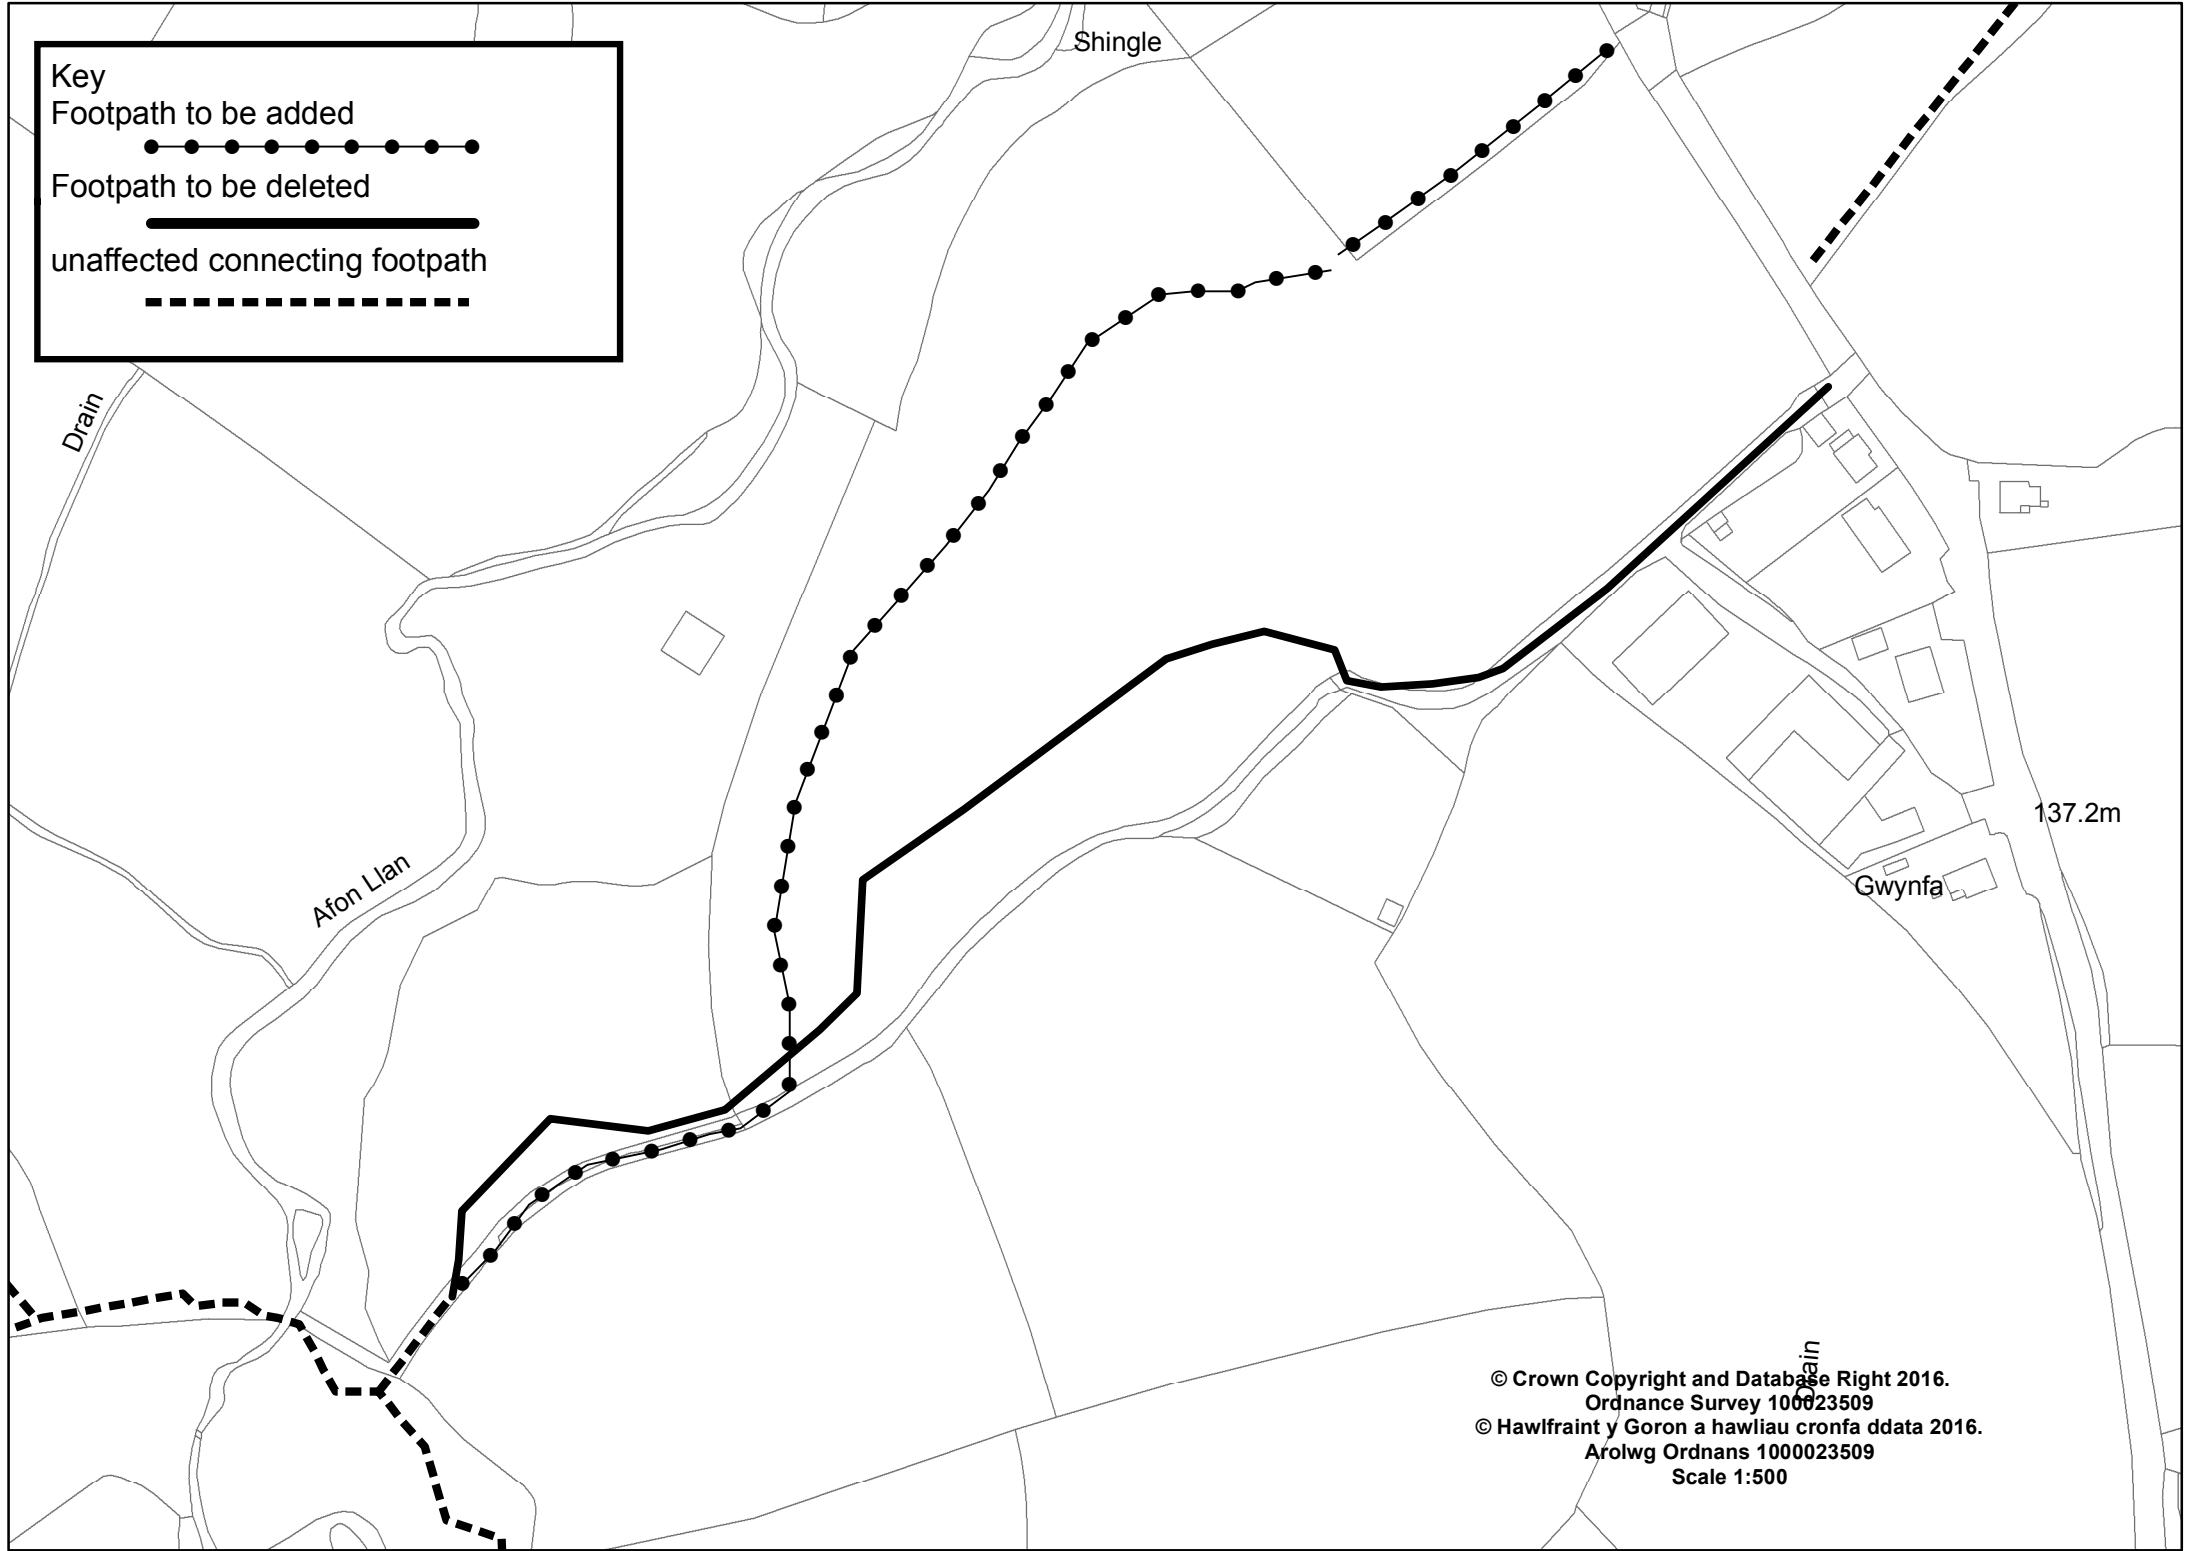 Key
Footpath to be added
Footpath to be deleted
unaffected connecting footpath
Shingle
Drain
Afon Llan
137.2m
Gwynfa
Drain
© Crown Copyright and Database Right 2016.
Ordnance Survey 100023509
© Hawlfraint y Goron a hawliau cronfa ddata 2016.
Arolwg Ordnans 1000023509
Scale 1:500